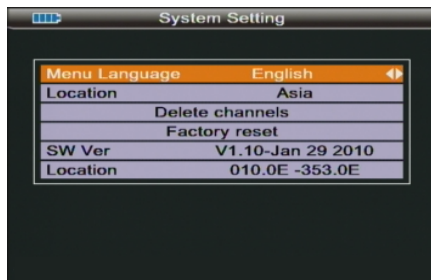 System Setting
Menu Language English
Location Asia
Delete channels
Factory reset
SW Ver V1.10-Jan 29 2010
Location 010.0E -353.0E